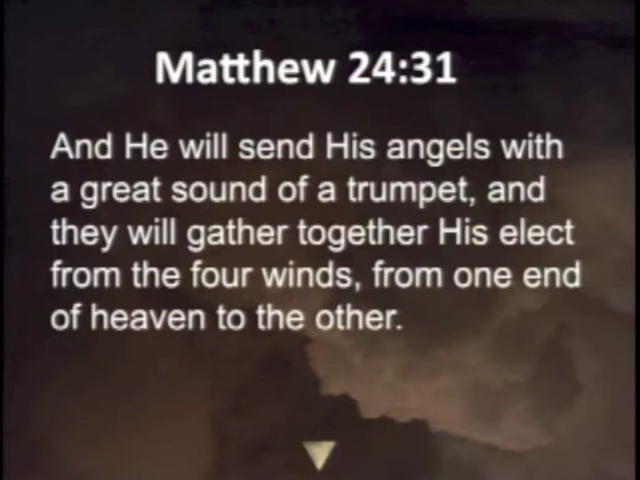 Matthew 24:31
And He will send His angels with
a great sound of a trumpet, and
they will gather together His elect
from the four winds, from one end
of heaven to the other.